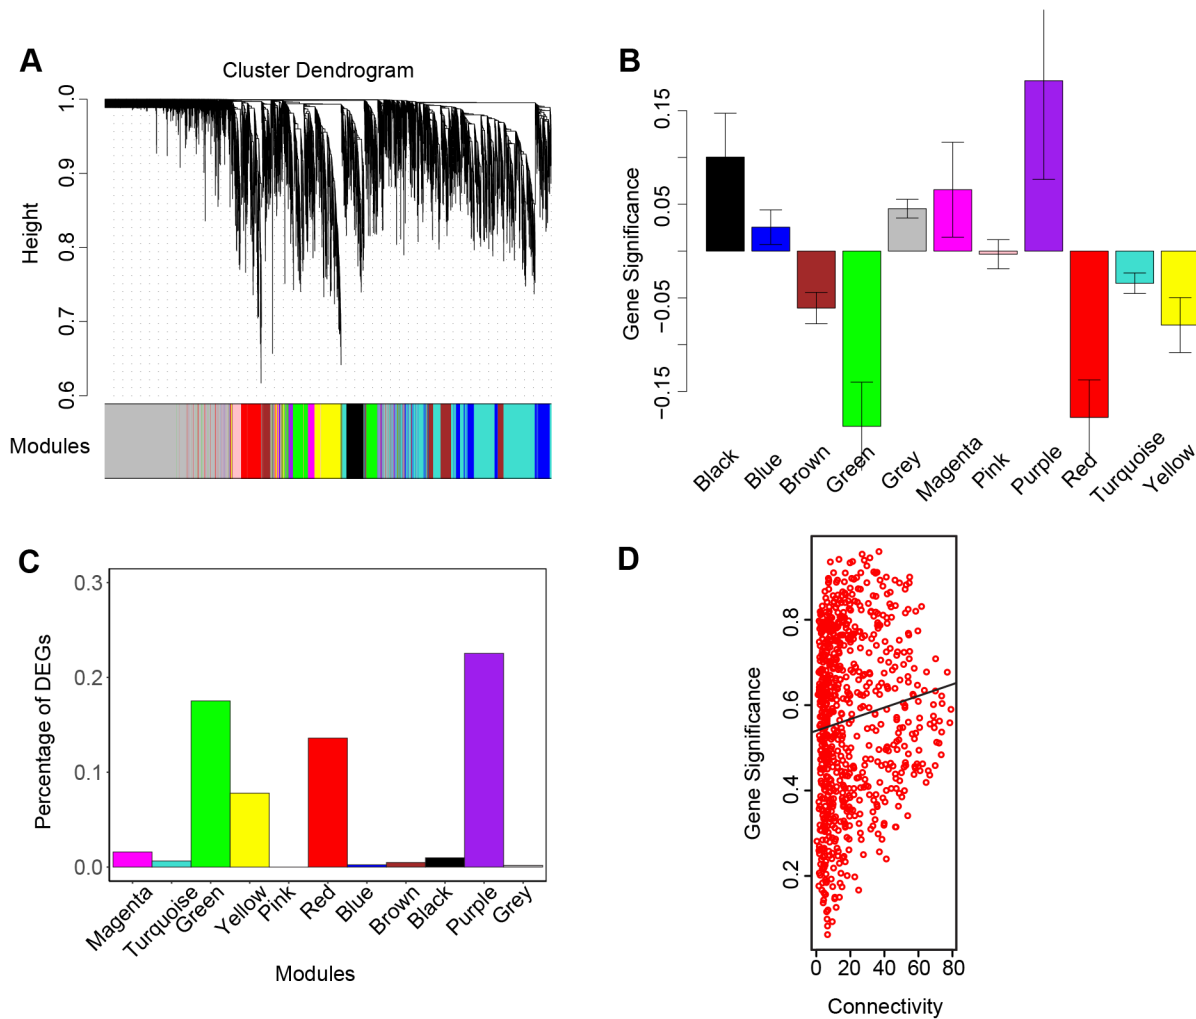 A
Cluster Dendrogram
Height
1.0
0.9
0.8
0.7
0.6
Modules
B
Gene Significance
0.15
0.05
−0.05
−0.15
Black
Blue
Brown
Green
Grey
Magenta
Pink
Purple
Red
Turquoise
Yellow
C
Percentage of DEGs
0.3
0.2
0.1
0.0
Magenta
Turquoise
Green
Yellow
Pink
Red
Blue
Brown
Black
Purple
Grey
Modules
D
Gene Significance
0.8
0.6
0.4
0.2
0 20 40 60 80
Connectivity